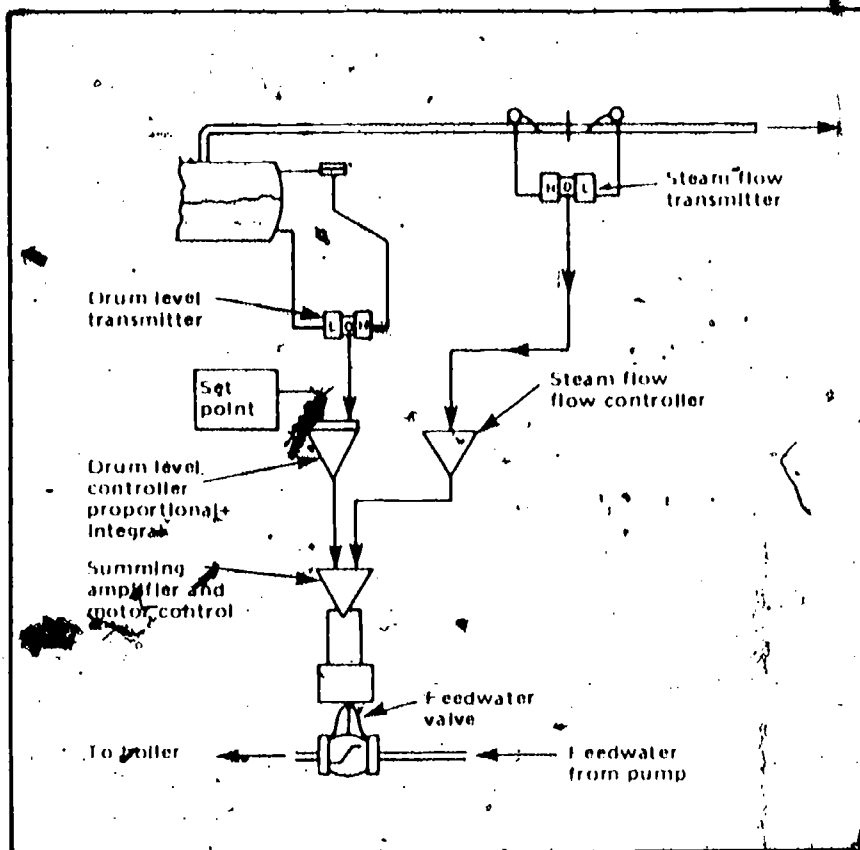 Steam flow
transmitter
H D L
Drum level
transmitter
L D H
Set
point
Steam flow
flow controller
Drum level
controller
proportional+
integral
Summing
amplifier and
motor control
Feedwater
valve
To boiler
Feedwater
from pump